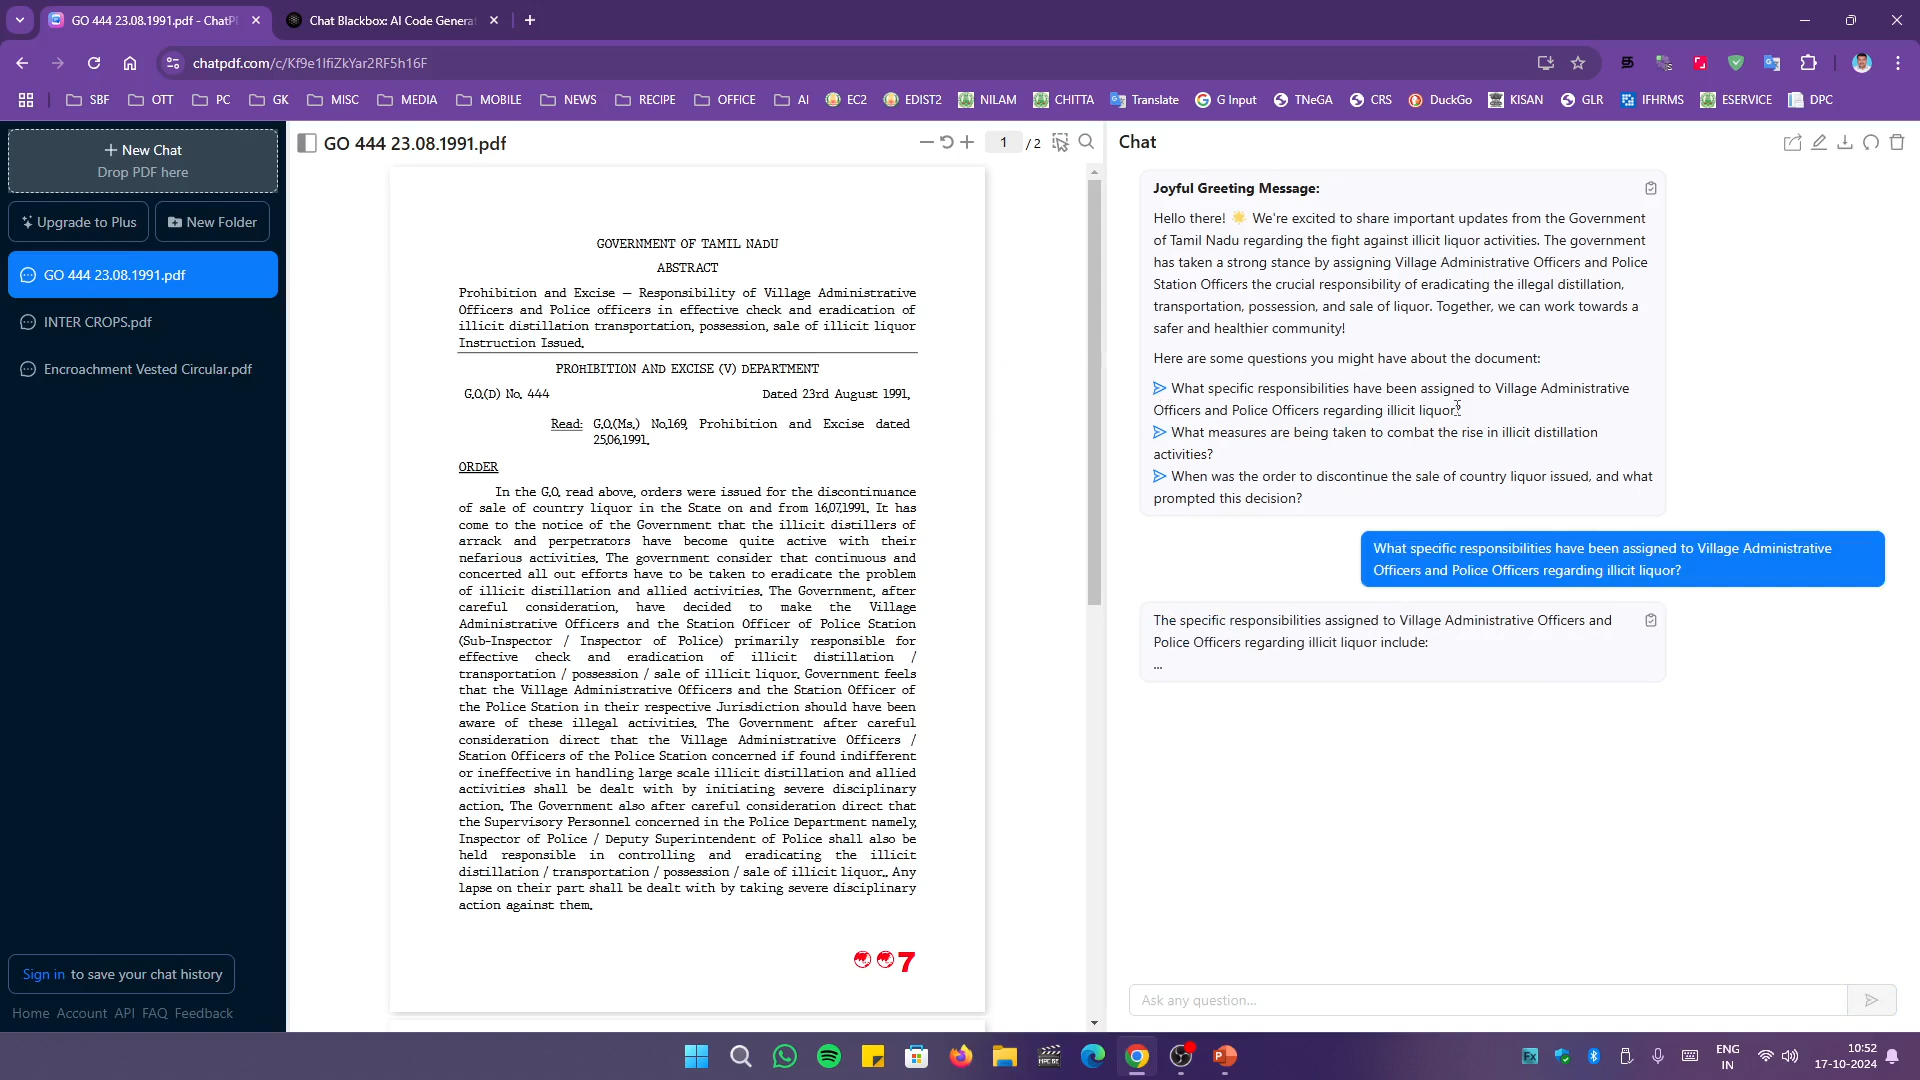 GO 444 23.08.1991.pdf - ChatP
Chat Blackbox: AI Code Genera
chatpdf.com/c/Kf9e1IfiZkYar2RF5h16F
SBF OTT PC GK MISC MEDIA MOBILE NEWS RECIPE OFFICE AI EC2 EDIST2 NILAM CHITTA Translate G Input TNeGA CRS DuckGo KISAN GLR IFHRMS ESERVICE DPC
+ New Chat
Drop PDF here
Upgrade to Plus
New Folder
GO 444 23.08.1991.pdf
INTER CROPS.pdf
Encroachment Vested Circular.pdf
Sign in to save your chat history
Home Account API FAQ Feedback
GO 444 23.08.1991.pdf
1 / 2
GOVERNMENT OF TAMIL NADU
ABSTRACT
Prohibition and Excise – Responsibility of Village Administrative
Officers and Police officers in effective check and eradication of
illicit distillation transportation, possession, sale of illicit liquor
Instruction Issued.
PROHIBITION AND EXCISE (V) DEPARTMENT
G.O.(D) No. 444 Dated 23rd August 1991.
Read: G.O.(Ms.) No.169, Prohibition and Excise dated
25.06.1991.
ORDER
In the G.O. read above, orders were issued for the discontinuance
of sale of country liquor in the State on and from 16.07.1991. It has
come to the notice of the Government that the illicit distillers of
arrack and perpetrators have become quite active with their
nefarious activities. The government consider that continuous and
concerted all out efforts have to be taken to eradicate the problem
of illicit distillation and allied activities. The Government, after
careful consideration, have decided to make the Village
Administrative Officers and the Station Officer of Police Station
(Sub-Inspector / Inspector of Police) primarily responsible for
effective check and eradication of illicit distillation /
transportation / possession / sale of illicit liquor. Government feels
that the Village Administrative Officers and the Station Officer of
the Police Station in their respective Jurisdiction should have been
aware of these illegal activities. The Government after careful
consideration direct that the Village Administrative Officers /
Station Officers of the Police Station concerned if found indifferent
or ineffective in handling large scale illicit distillation and allied
activities shall be dealt with by initiating severe disciplinary
action. The Government also after careful consideration direct that
the Supervisory Personnel concerned in the Police Department namely,
Inspector of Police / Deputy Superintendent of Police shall also be
held responsible in controlling and eradicating the illicit
distillation / transportation / possession / sale of illicit liquor.. Any
lapse on their part shall be dealt with by taking severe disciplinary
action against them.
7
Chat
Joyful Greeting Message:
Hello there! 🌟 We're excited to share important updates from the Government
of Tamil Nadu regarding the fight against illicit liquor activities. The government
has taken a strong stance by assigning Village Administrative Officers and Police
Station Officers the crucial responsibility of eradicating the illegal distillation,
transportation, possession, and sale of liquor. Together, we can work towards a
safer and healthier community!
Here are some questions you might have about the document:
What specific responsibilities have been assigned to Village Administrative
Officers and Police Officers regarding illicit liquor?
What measures are being taken to combat the rise in illicit distillation
activities?
When was the order to discontinue the sale of country liquor issued, and what
prompted this decision?
What specific responsibilities have been assigned to Village Administrative
Officers and Police Officers regarding illicit liquor?
The specific responsibilities assigned to Village Administrative Officers and
Police Officers regarding illicit liquor include:
...
Ask any question...
ENG
IN
10:52
17-10-2024